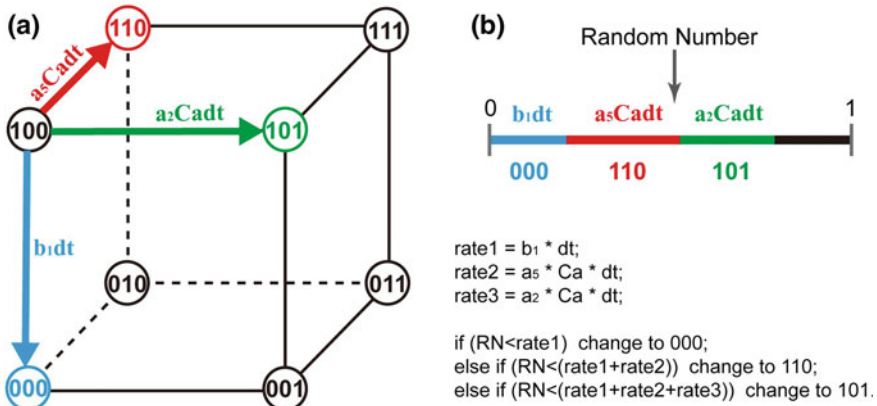 (a)
110
111
a₅Cadt
a₂Cadt
100
101
b₁dt
010
011
000
001
(b)
Random Number
0 b₁dt a₅Cadt a₂Cadt 1
000 110 101
rate1 = b₁ * dt;
rate2 = a₅ * Ca * dt;
rate3 = a₂ * Ca * dt;
if (RN<rate1) change to 000;
else if (RN<(rate1+rate2)) change to 110;
else if (RN<(rate1+rate2+rate3)) change to 101.